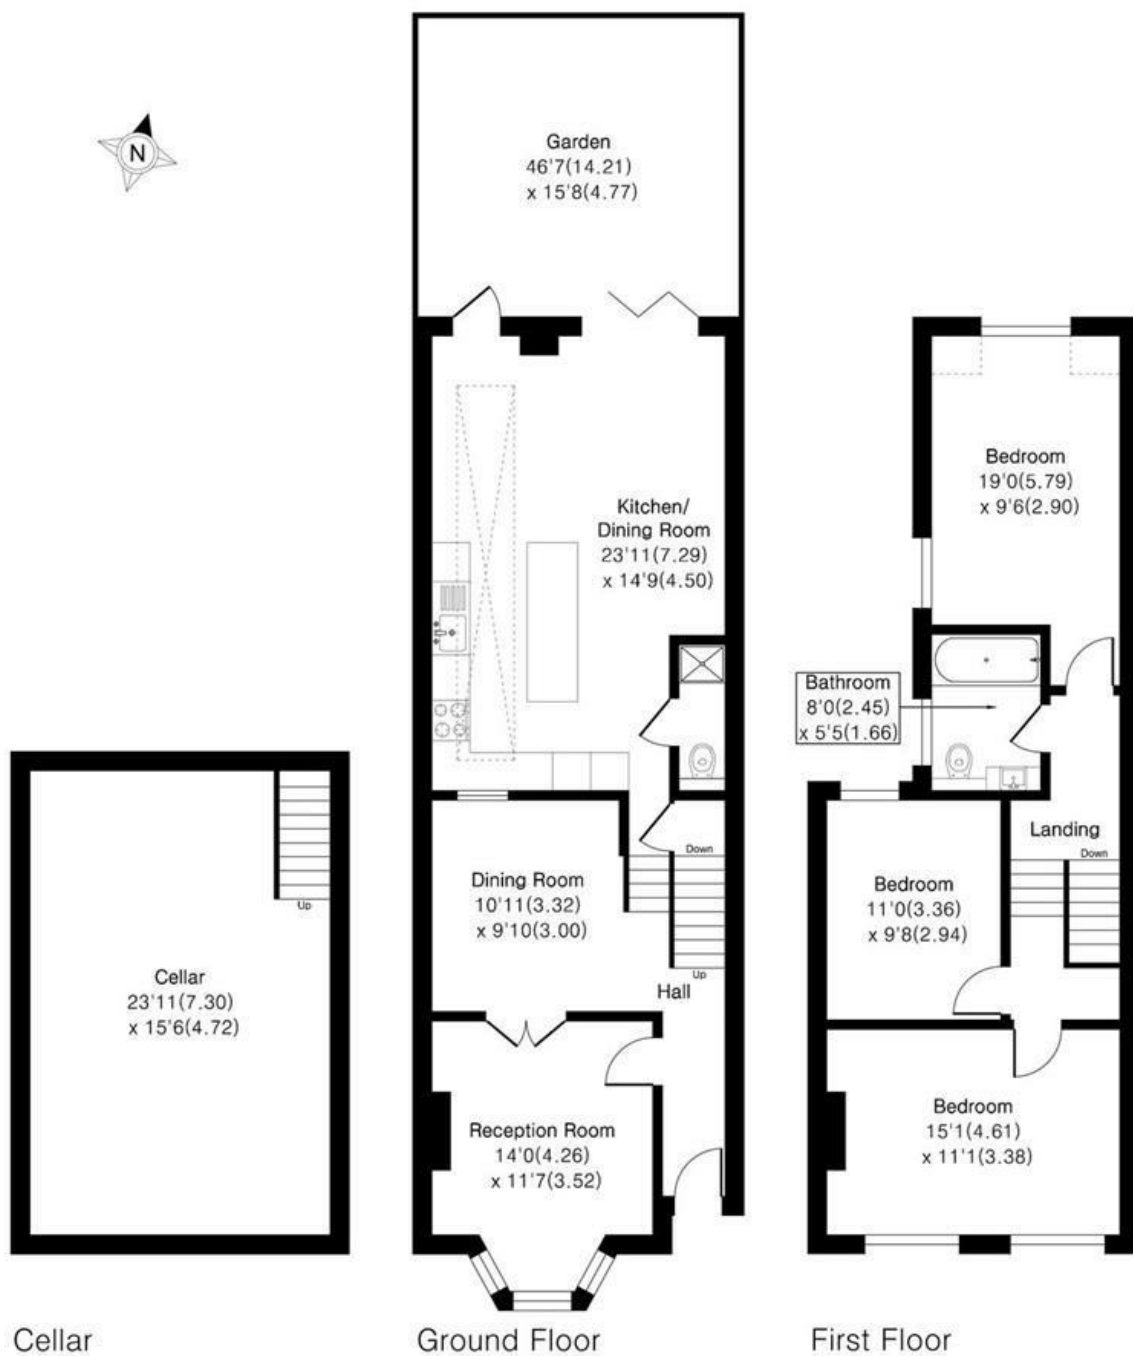 N
Garden
46'7(14.21)
x 15'8(4.77)
Kitchen/
Dining Room
23'11(7.29)
x 14'9(4.50)
Bedroom
19'0(5.79)
x 9'6(2.90)
Bathroom
8'0(2.45)
x 5'5(1.66)
Landing
Down
Down
Up
Dining Room
10'11(3.32)
x 9'10(3.00)
Bedroom
11'0(3.36)
x 9'8(2.94)
Up
Hall
Cellar
23'11(7.30)
x 15'6(4.72)
Reception Room
14'0(4.26)
x 11'7(3.52)
Bedroom
15'1(4.61)
x 11'1(3.38)
Cellar
Ground Floor
First Floor